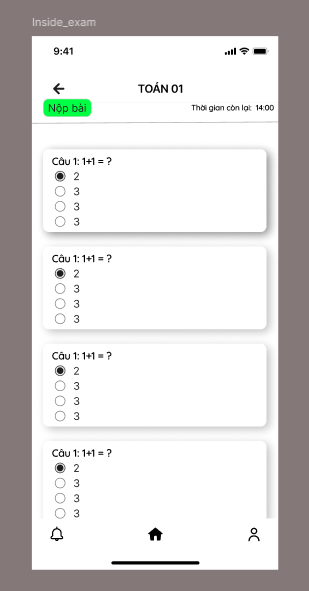 Inside_exam
9:41
TOÁN 01
Nộp bài
Thời gian còn lại: 14:00
Câu 1: 1+1 = ?
2
3
3
3
Câu 1: 1+1 = ?
2
3
3
3
Câu 1: 1+1 = ?
2
3
3
3
Câu 1: 1+1 = ?
2
3
3
3